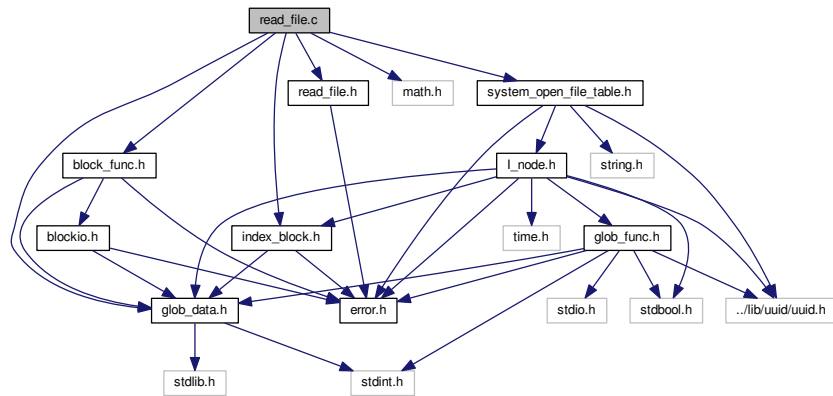 read_file.c
read_file.h
math.h
system_open_file_table.h
block_func.h
I_node.h
string.h
blockio.h
index_block.h
time.h
glob_func.h
glob_data.h
error.h
stdio.h
stdbool.h
../lib/uuid/uuid.h
stdlib.h
stdint.h